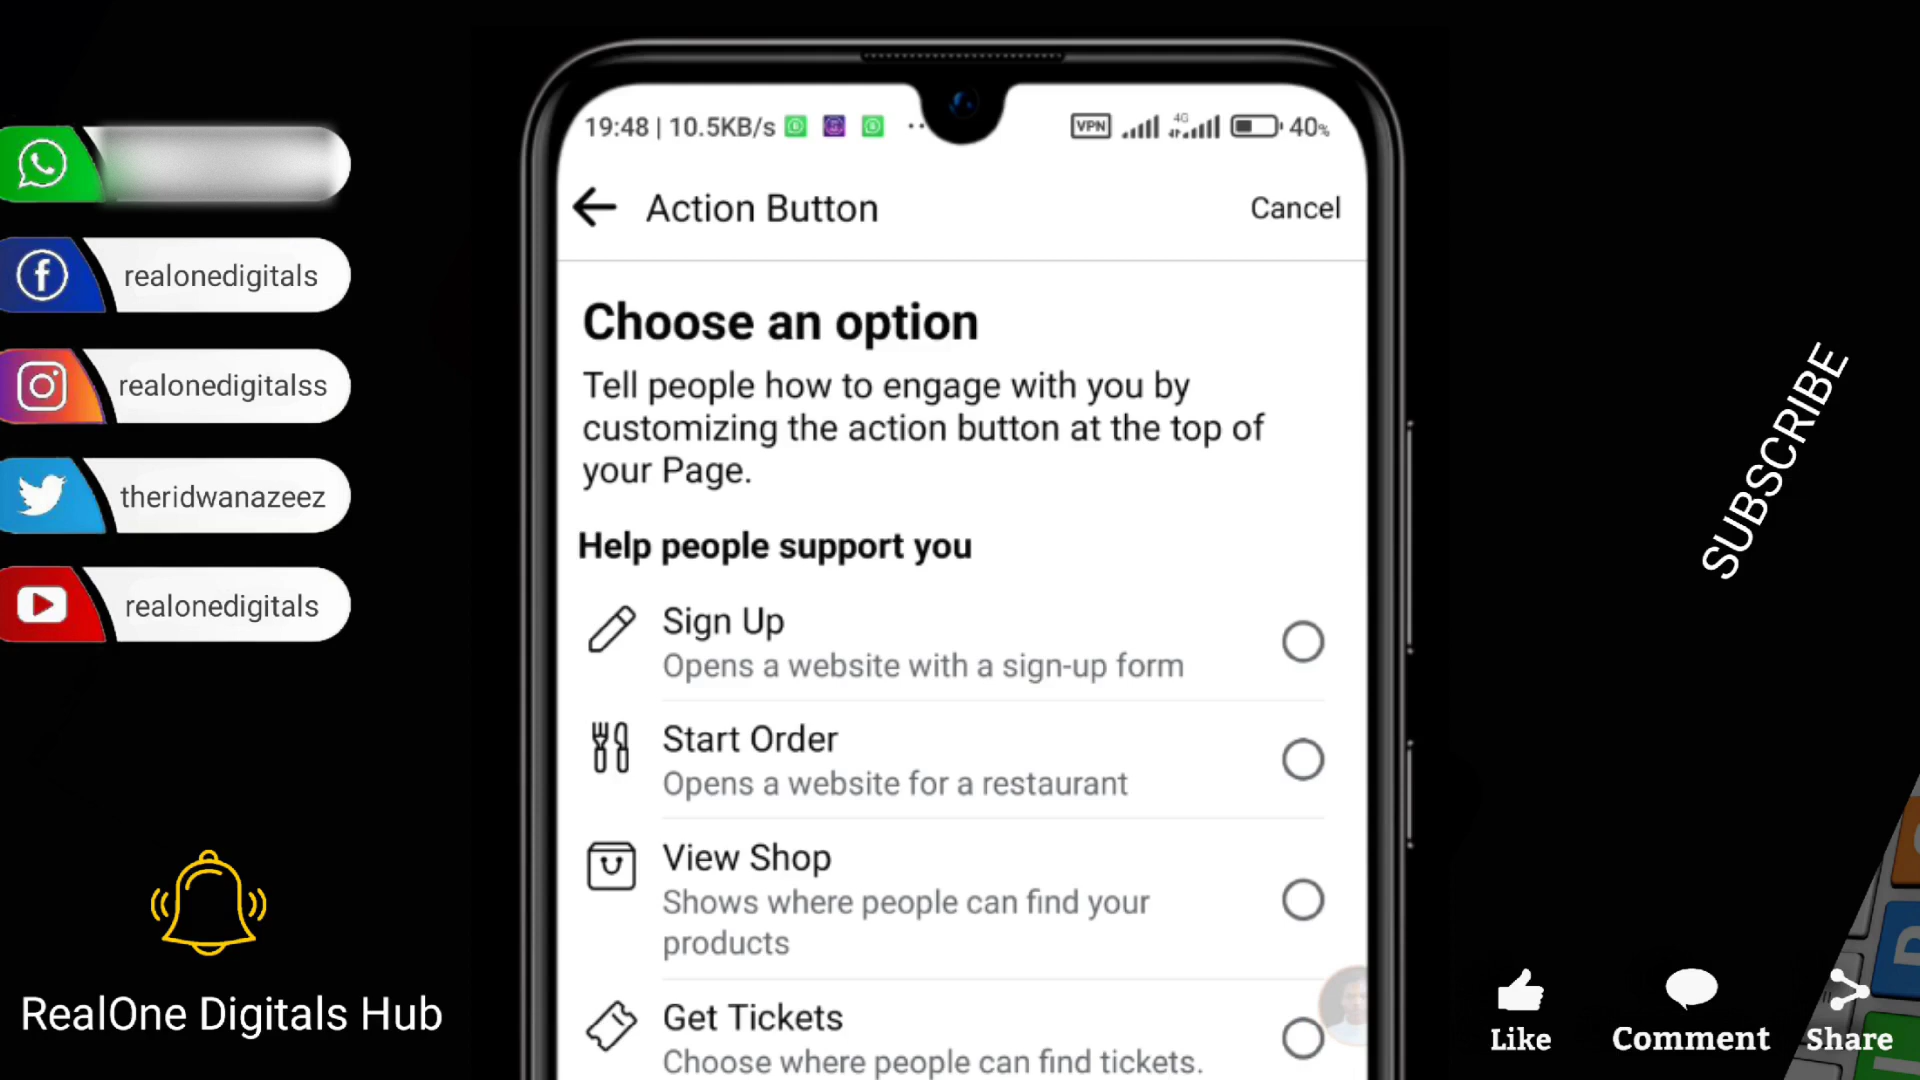 19:48 | 10.5KB/s
VPN
4G
40%
Action Button
Cancel
Choose an option
Tell people how to engage with you by
customizing the action button at the top of
your Page.
Help people support you
Sign Up
Opens a website with a sign-up form
Start Order
Opens a website for a restaurant
View Shop
Shows where people can find your
products
Get Tickets
Choose where people can find tickets.
realonedigitals
realonedigitalss
theridwanazeez
realonedigitals
RealOne Digitals Hub
SUBSCRIBE
Like
Comment
Share